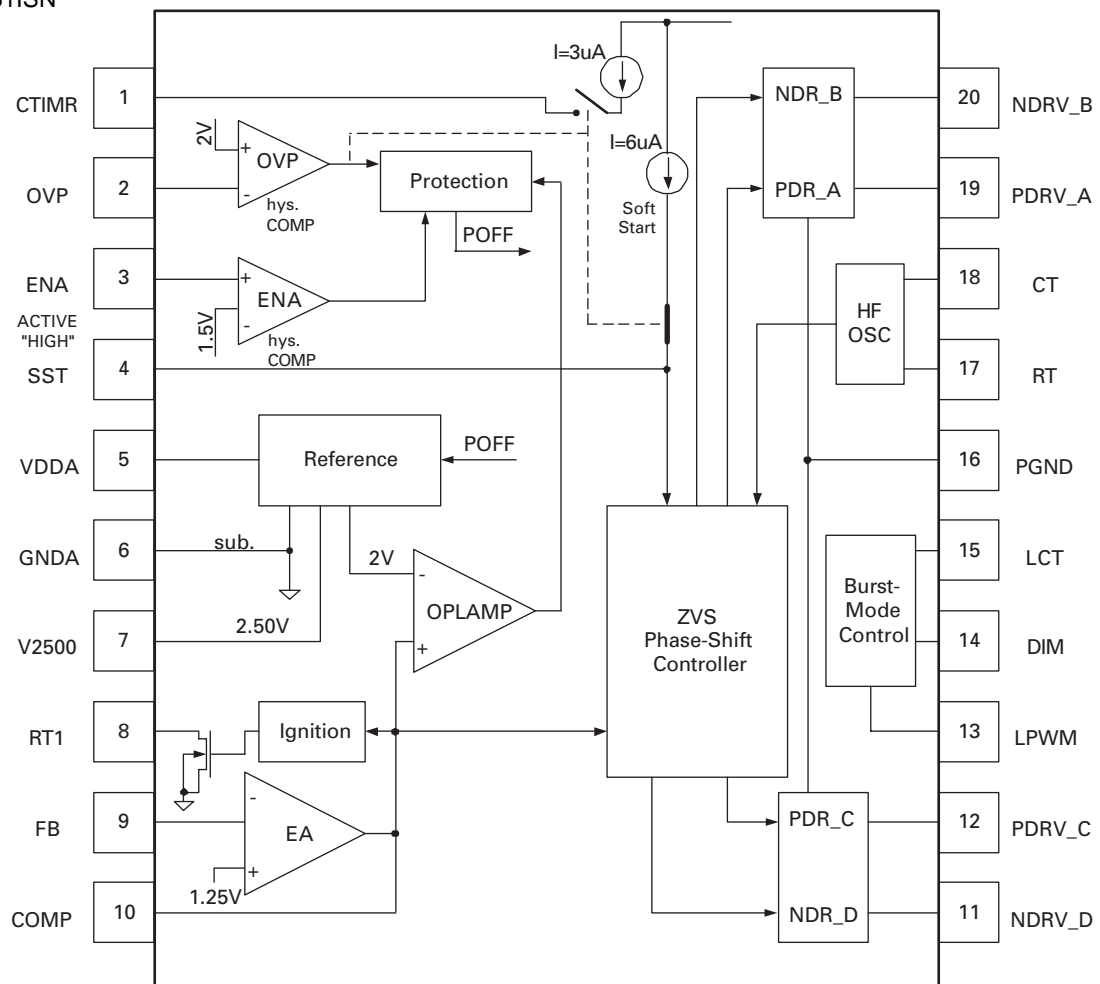 I=3uA
CTIMR
1
NDR_B
20
NDRV_B
2V
+
OVP
-
hys.
COMP
I=6uA
Soft
Start
Protection
POFF
OVP
2
PDR_A
19
PDRV_A
ENA
3
+
ENA
-
1.5V
hys.
COMP
ACTIVE
"HIGH"
HF
OSC
18
CT
SST
4
17
RT
VDDA
5
Reference
POFF
16
PGND
GNDA
6
sub.
2V
-
OPLAMP
+
15
LCT
Burst-
Mode
Control
V2500
7
2.50V
ZVS
Phase-Shift
Controller
14
DIM
RT1
8
Ignition
13
LPWM
FB
9
-
EA
+
1.25V
PDR_C
12
PDRV_C
COMP
10
NDR_D
11
NDRV_D